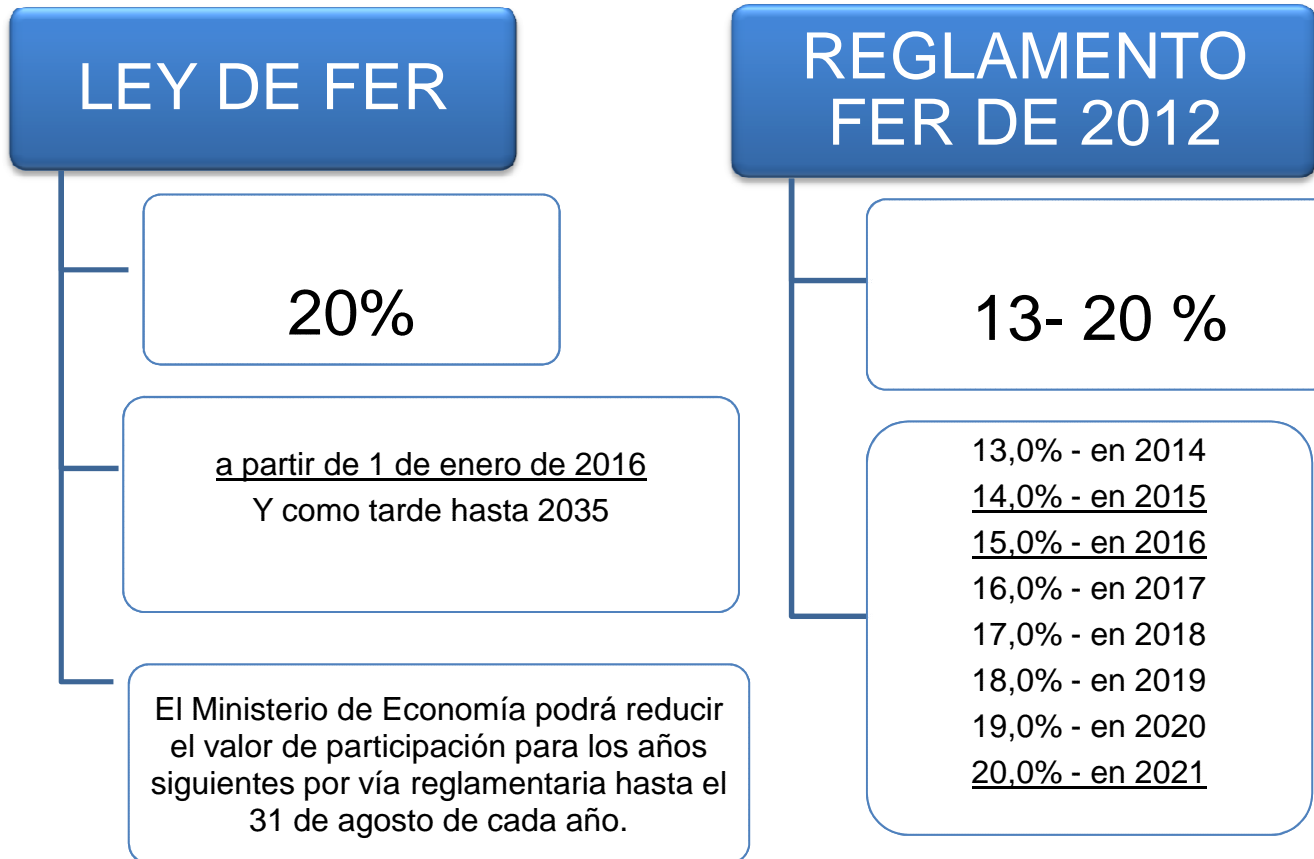 LEY DE FER
20%
a partir de 1 de enero de 2016
Y como tarde hasta 2035
El Ministerio de Economía podrá reducir
el valor de participación para los años
siguientes por vía reglamentaria hasta el
31 de agosto de cada año.
REGLAMENTO
FER DE 2012
13- 20 %
13,0% - en 2014
14,0% - en 2015
15,0% - en 2016
16,0% - en 2017
17,0% - en 2018
18,0% - en 2019
19,0% - en 2020
20,0% - en 2021